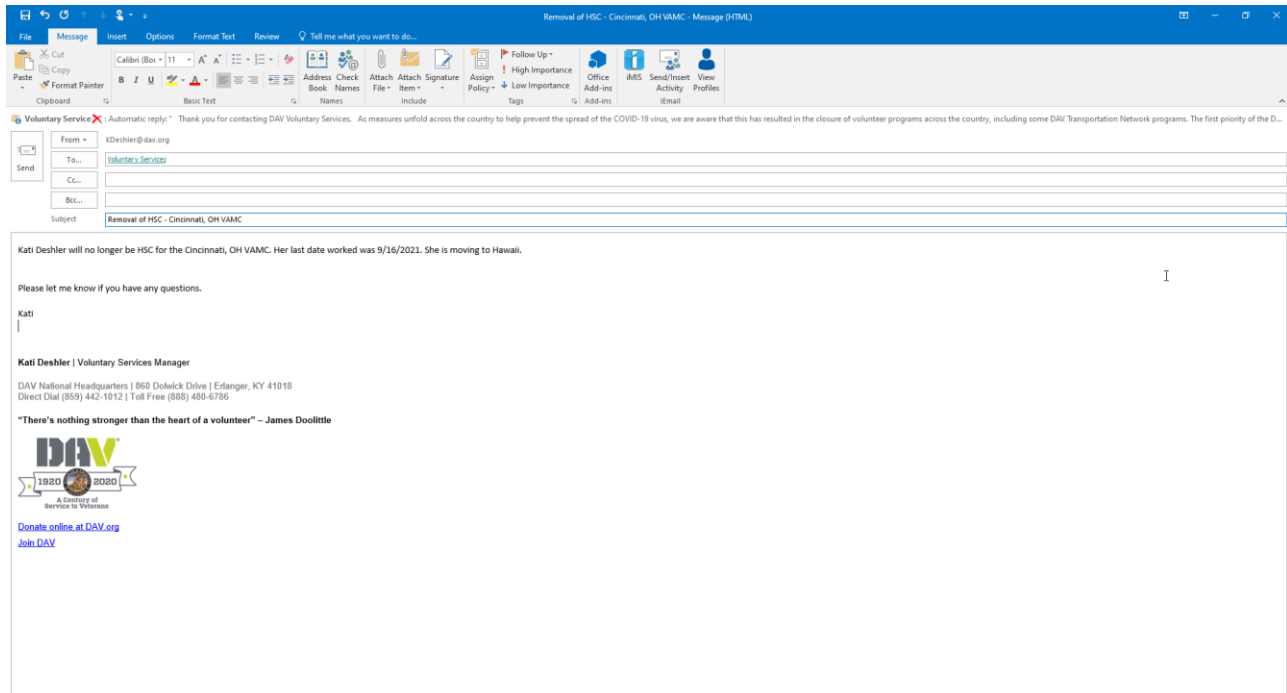 Removal of HSC - Cincinnati, OH VAMC - Message (HTML)
File Message Insert Options Format Text Review Tell me what you want to do...
Paste
Cut
Copy
Format Painter
Clipboard
Calibri (Bor 11
B I U
Basic Text
Address Book Check Names
Names
Attach File Attach Item Signature
Include
Assign Policy
Follow Up
High Importance
Low Importance
Tags
Office Add-ins
Add-ins
iMIS Send/Insert Activity View Profiles
iEmail
Voluntary Service : Automatic reply: " Thank you for contacting DAV Voluntary Services. As measures unfold across the country to help prevent the spread of the COVID-19 virus, we are aware that this has resulted in the closure of volunteer programs across the country, including some DAV Transportation Network programs. The first priority of the D...
Send
From KDeshler@dav.org
To... Voluntary Services
Cc...
Bcc...
Subject Removal of HSC - Cincinnati, OH VAMC
Kati Deshler will no longer be HSC for the Cincinnati, OH VAMC. Her last date worked was 9/16/2021. She is moving to Hawaii.
Please let me know if you have any questions.
Kati
Kati Deshler | Voluntary Services Manager
DAV National Headquarters | 860 Dolwick Drive | Erlanger, KY 41018
Direct Dial (859) 442-1012 | Toll Free (888) 480-6786
“There’s nothing stronger than the heart of a volunteer” – James Doolittle
DAV
1920 2020
A Century of
Service to Veterans
Donate online at DAV.org
Join DAV